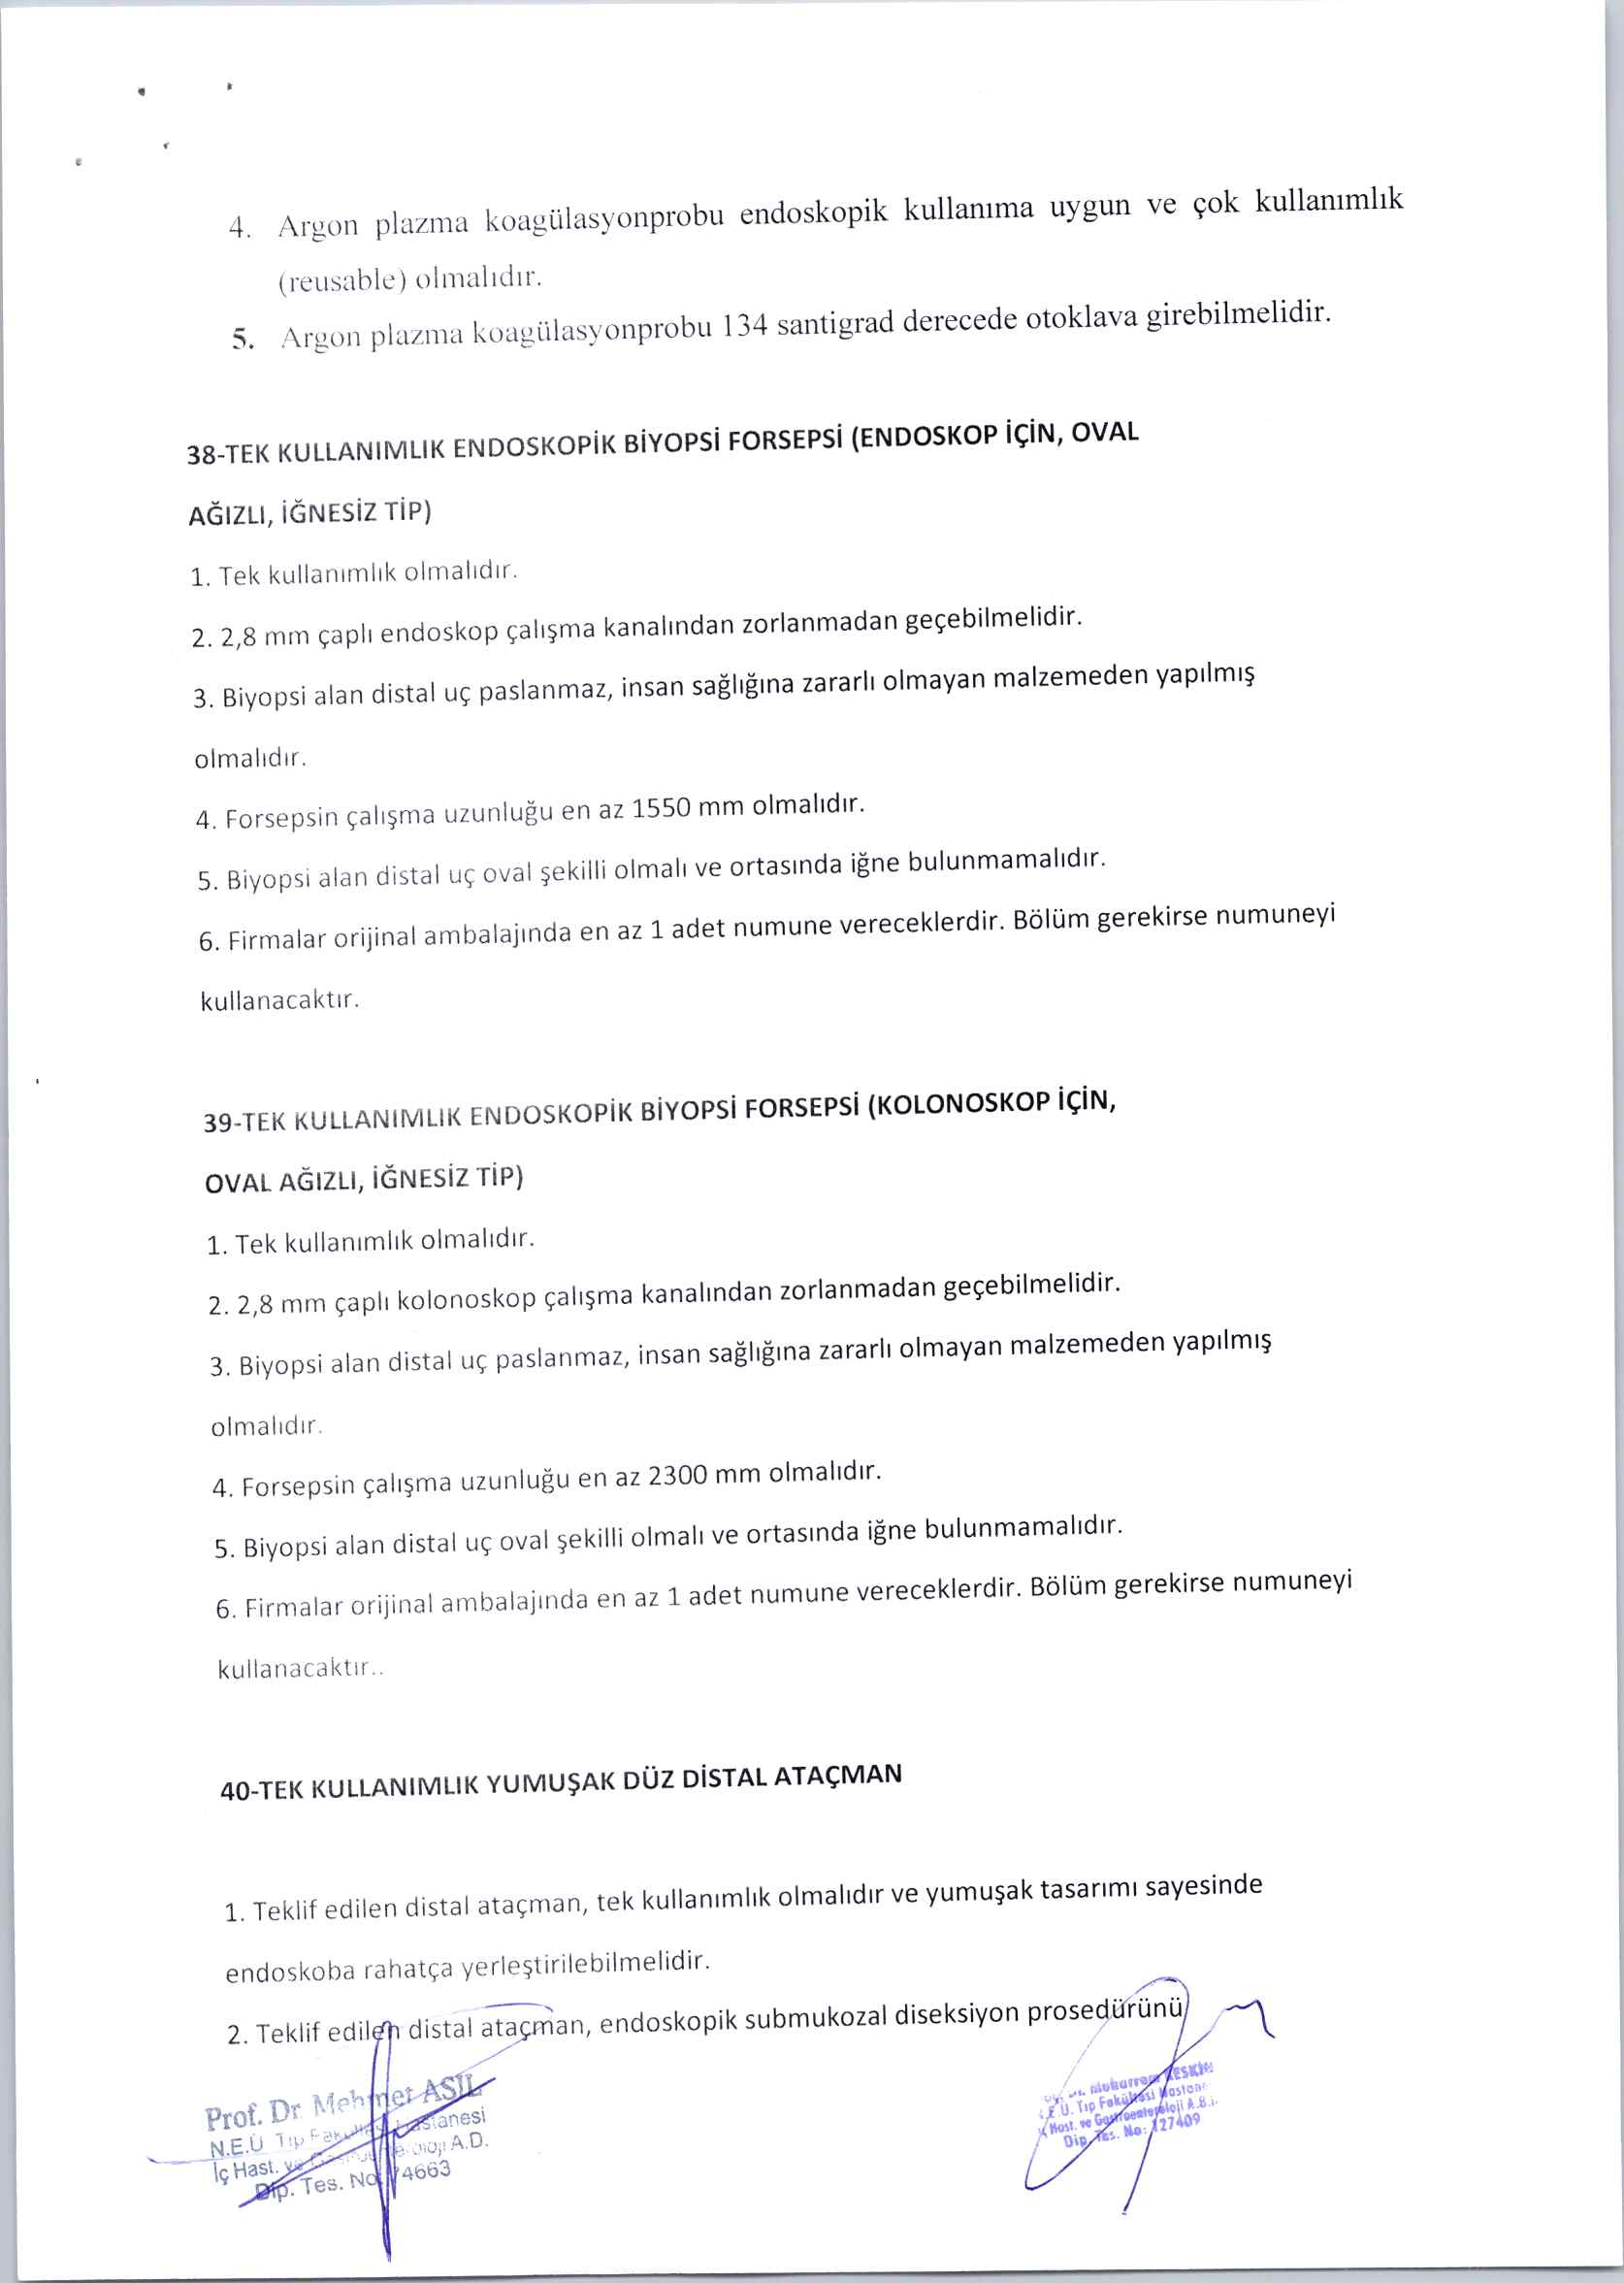 4. Argon plazma koagülasyonprobu endoskopik kullanıma uygun ve çok kullanımlık
(reusable) olmalıdır.
5. Argon plazma koagülasyonprobu 134 santigrad derecede otoklava girebilmelidir.
38-TEK KULLANIMLIK ENDOSKOPİK BİYOPSİ FORSEPSİ (ENDOSKOP İÇİN, OVAL
AĞIZLI, İĞNESİZ TİP)
1. Tek kullanımlık olmalıdır.
2. 2,8 mm çaplı endoskop çalışma kanalından zorlanmadan geçebilmelidir.
3. Biyopsi alan distal uç paslanmaz, insan sağlığına zararlı olmayan malzemeden yapılmış
olmalıdır.
4. Forsepsin çalışma uzunluğu en az 1550 mm olmalıdır.
5. Biyopsi alan distal uç oval şekilli olmalı ve ortasında iğne bulunmamalıdır.
6. Firmalar orijinal ambalajında en az 1 adet numune vereceklerdir. Bölüm gerekirse numuneyi
kullanacaktır.
39-TEK KULLANIMLIK ENDOSKOPİK BİYOPSİ FORSEPSİ (KOLONOSKOP İÇİN,
OVAL AĞIZLI, İĞNESİZ TİP)
1. Tek kullanımlık olmalıdır.
2. 2,8 mm çaplı kolonoskop çalışma kanalından zorlanmadan geçebilmelidir.
3. Biyopsi alan distal uç paslanmaz, insan sağlığına zararlı olmayan malzemeden yapılmış
olmalıdır.
4. Forsepsin çalışma uzunluğu en az 2300 mm olmalıdır.
5. Biyopsi alan distal uç oval şekilli olmalı ve ortasında iğne bulunmamalıdır.
6. Firmalar orijinal ambalajında en az 1 adet numune vereceklerdir. Bölüm gerekirse numuneyi
kullanacaktır..
40-TEK KULLANIMLIK YUMUŞAK DÜZ DİSTAL ATAÇMAN
1. Teklif edilen distal ataçman, tek kullanımlık olmalıdır ve yumuşak tasarımı sayesinde
endoskoba rahatça yerleştirilebilmelidir.
2. Teklif edilen distal ataçman, endoskopik submukozal diseksiyon prosedürünü
Prof. Dr. Mehmet ASIL
N.E.Ü Tıp Fakültesi Hastanesi
İç Hast. ve A.D.
Dip. Tes. No: 74663
Muharrem KESKİN
Tıp Fakültesi
Hast. ve Gastroenteroloji A.B.
Dip. Tes. No: 127409